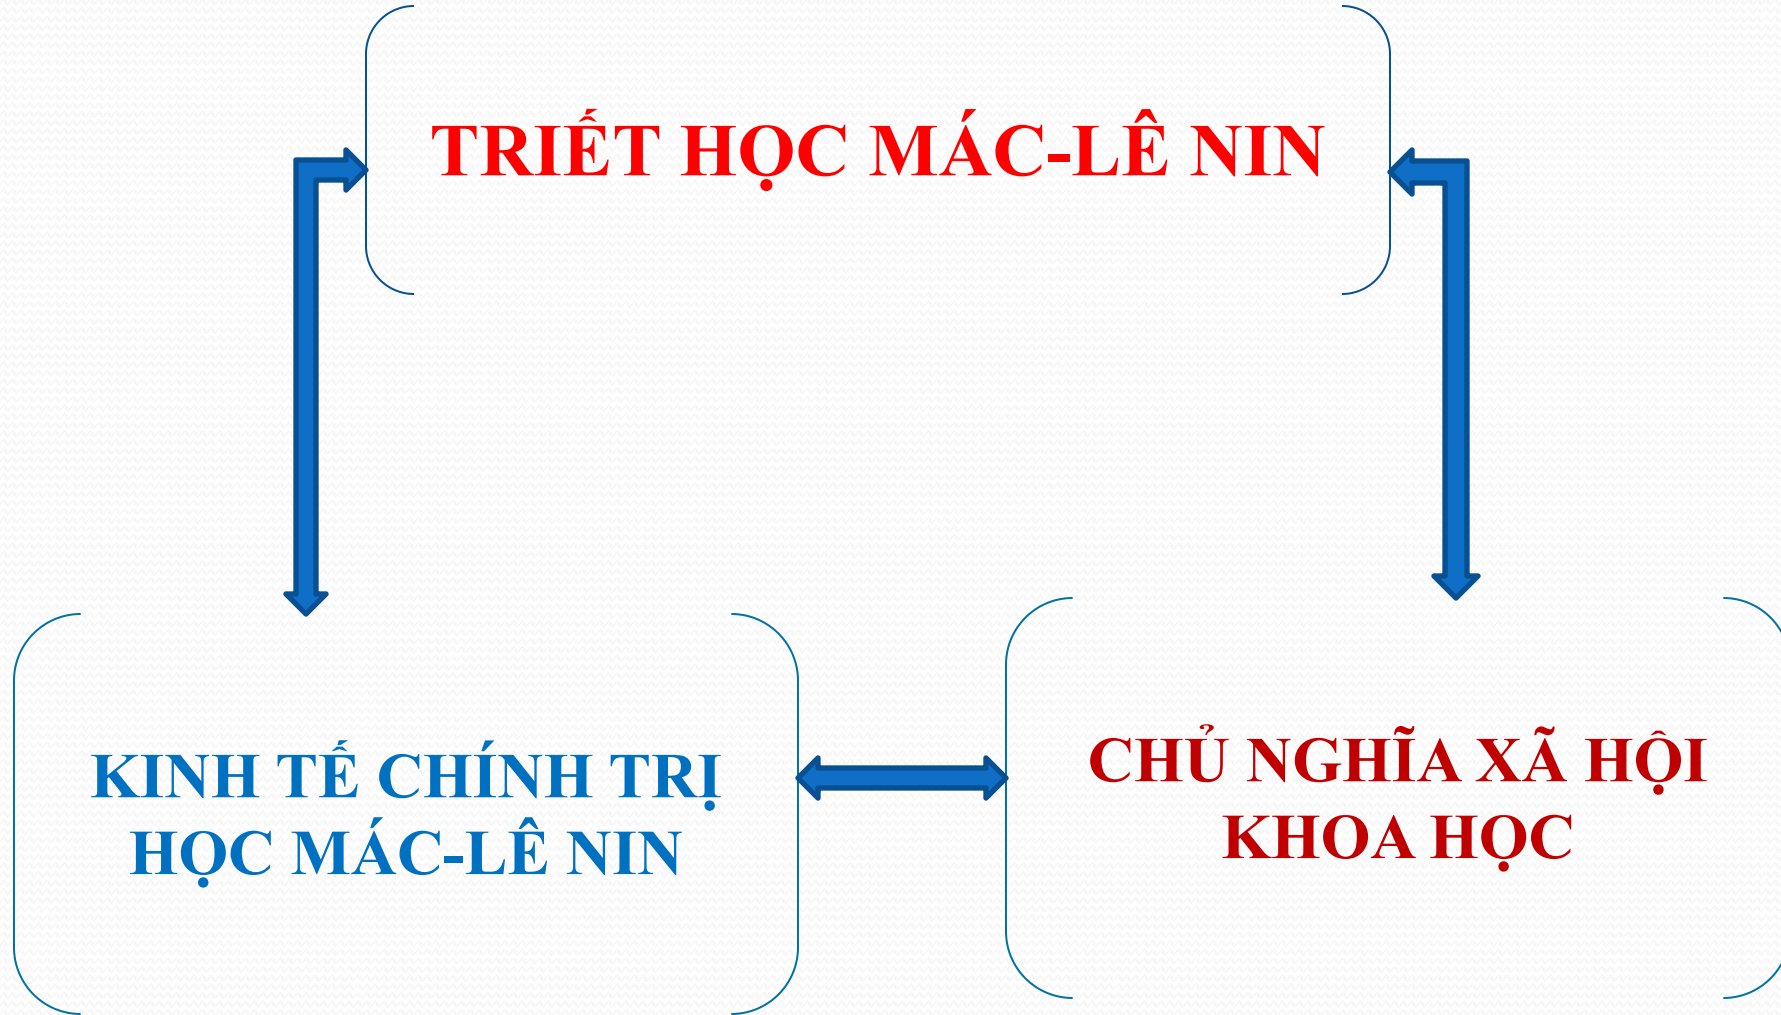 TRIẾT HỌC MÁC-LÊ NIN
KINH TẾ CHÍNH TRỊ
HỌC MÁC-LÊ NIN
CHỦ NGHĨA XÃ HỘI
KHOA HỌC